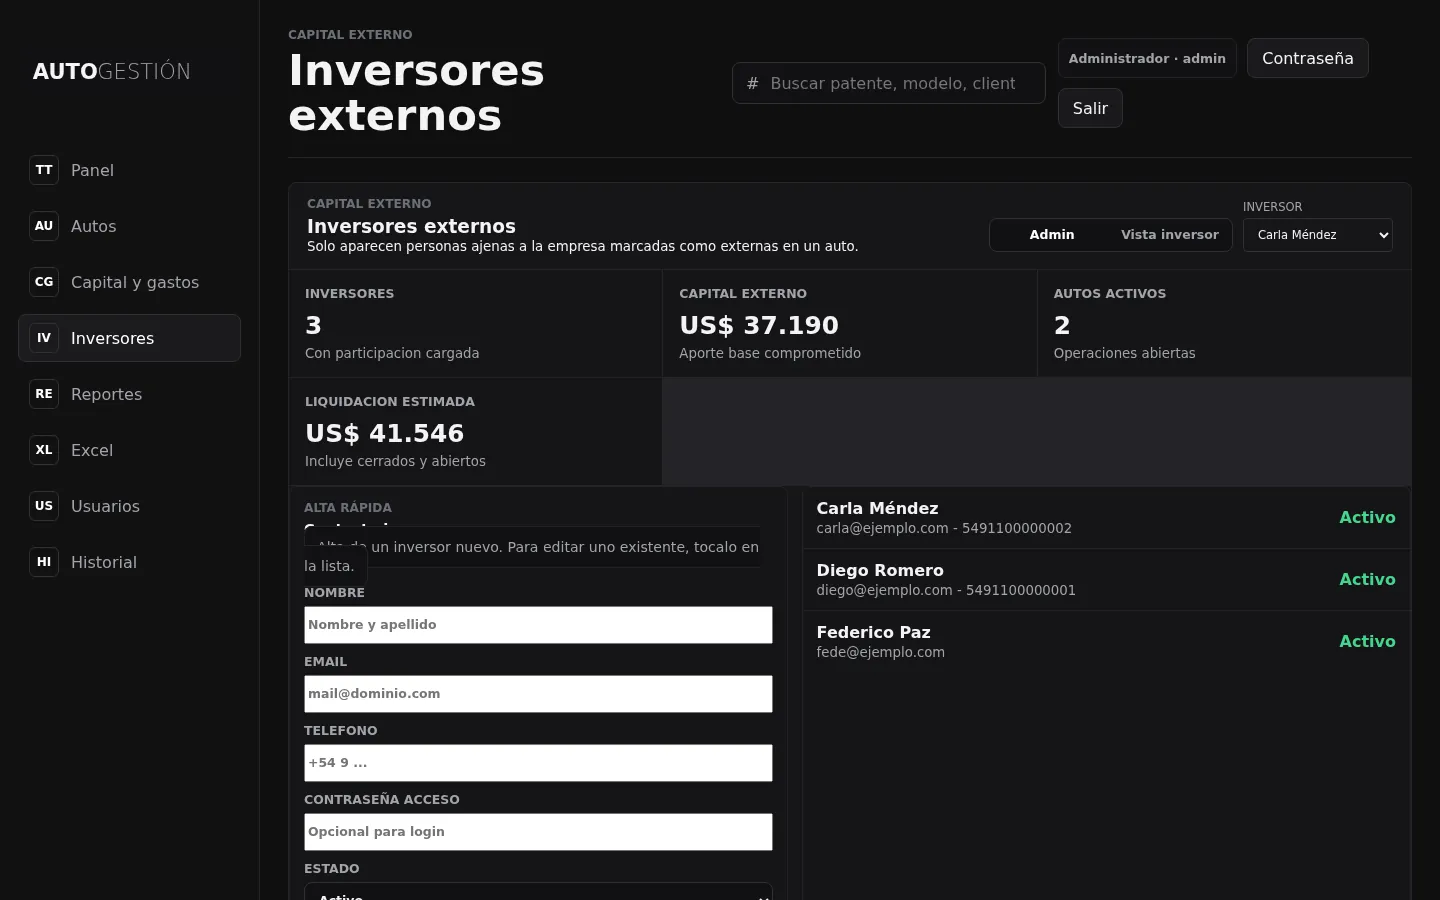 AUTOGESTIÓN
TT Panel
AU Autos
CG Capital y gastos
IV Inversores
RE Reportes
XL Excel
US Usuarios
HI Historial
CAPITAL EXTERNO
Inversores
externos
# Buscar patente, modelo, client
Administrador · admin
Contraseña
Salir
CAPITAL EXTERNO
Inversores externos
Solo aparecen personas ajenas a la empresa marcadas como externas en un auto.
Admin
Vista inversor
INVERSOR
Carla Méndez
INVERSORES
3
Con participacion cargada
CAPITAL EXTERNO
US$ 37.190
Aporte base comprometido
AUTOS ACTIVOS
2
Operaciones abiertas
LIQUIDACION ESTIMADA
US$ 41.546
Incluye cerrados y abiertos
ALTA RÁPIDA
Alta de un inversor nuevo. Para editar uno existente, tocalo en
la lista.
NOMBRE
Nombre y apellido
EMAIL
mail@dominio.com
TELEFONO
+54 9 ...
CONTRASEÑA ACCESO
Opcional para login
ESTADO
Activo
Carla Méndez
carla@ejemplo.com - 5491100000002
Activo
Diego Romero
diego@ejemplo.com - 5491100000001
Activo
Federico Paz
fede@ejemplo.com
Activo